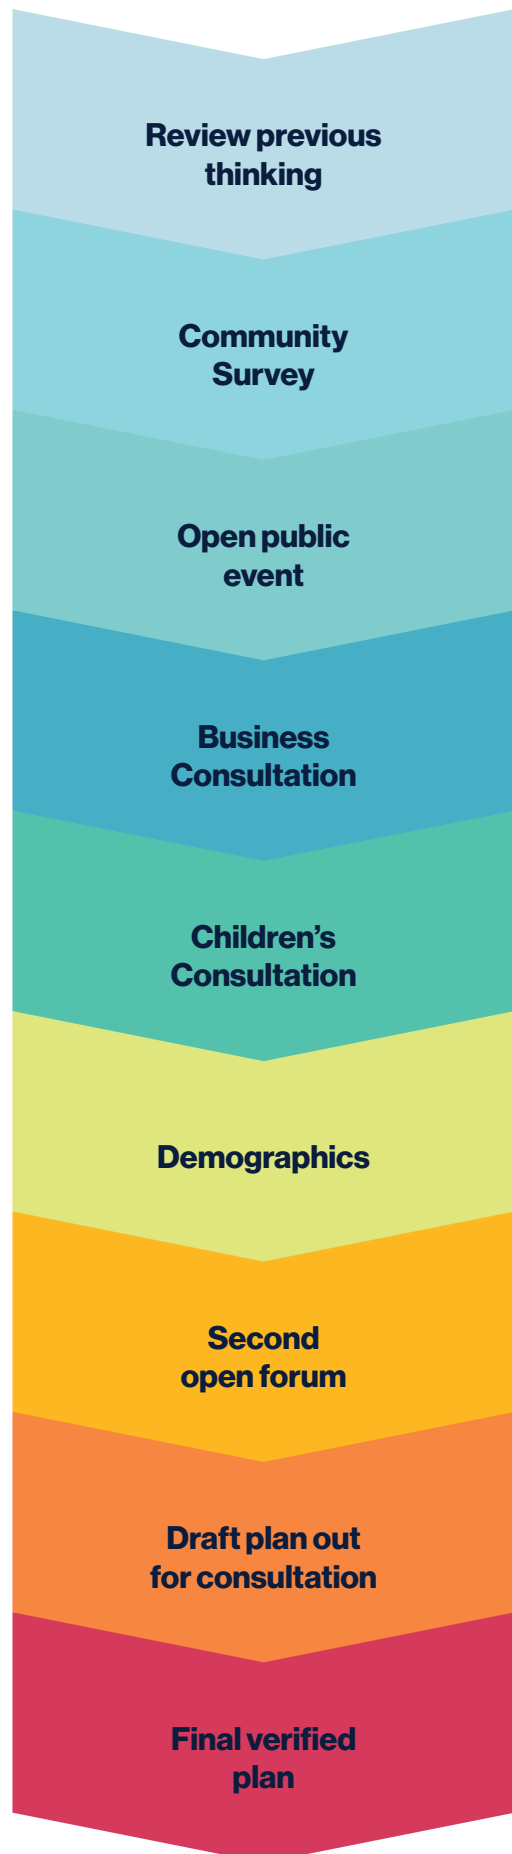 Review previous
thinking
Community
Survey
Open public
event
Business
Consultation
Children’s
Consultation
Demographics
Second
open forum
Draft plan out
for consultation
Final verified
plan